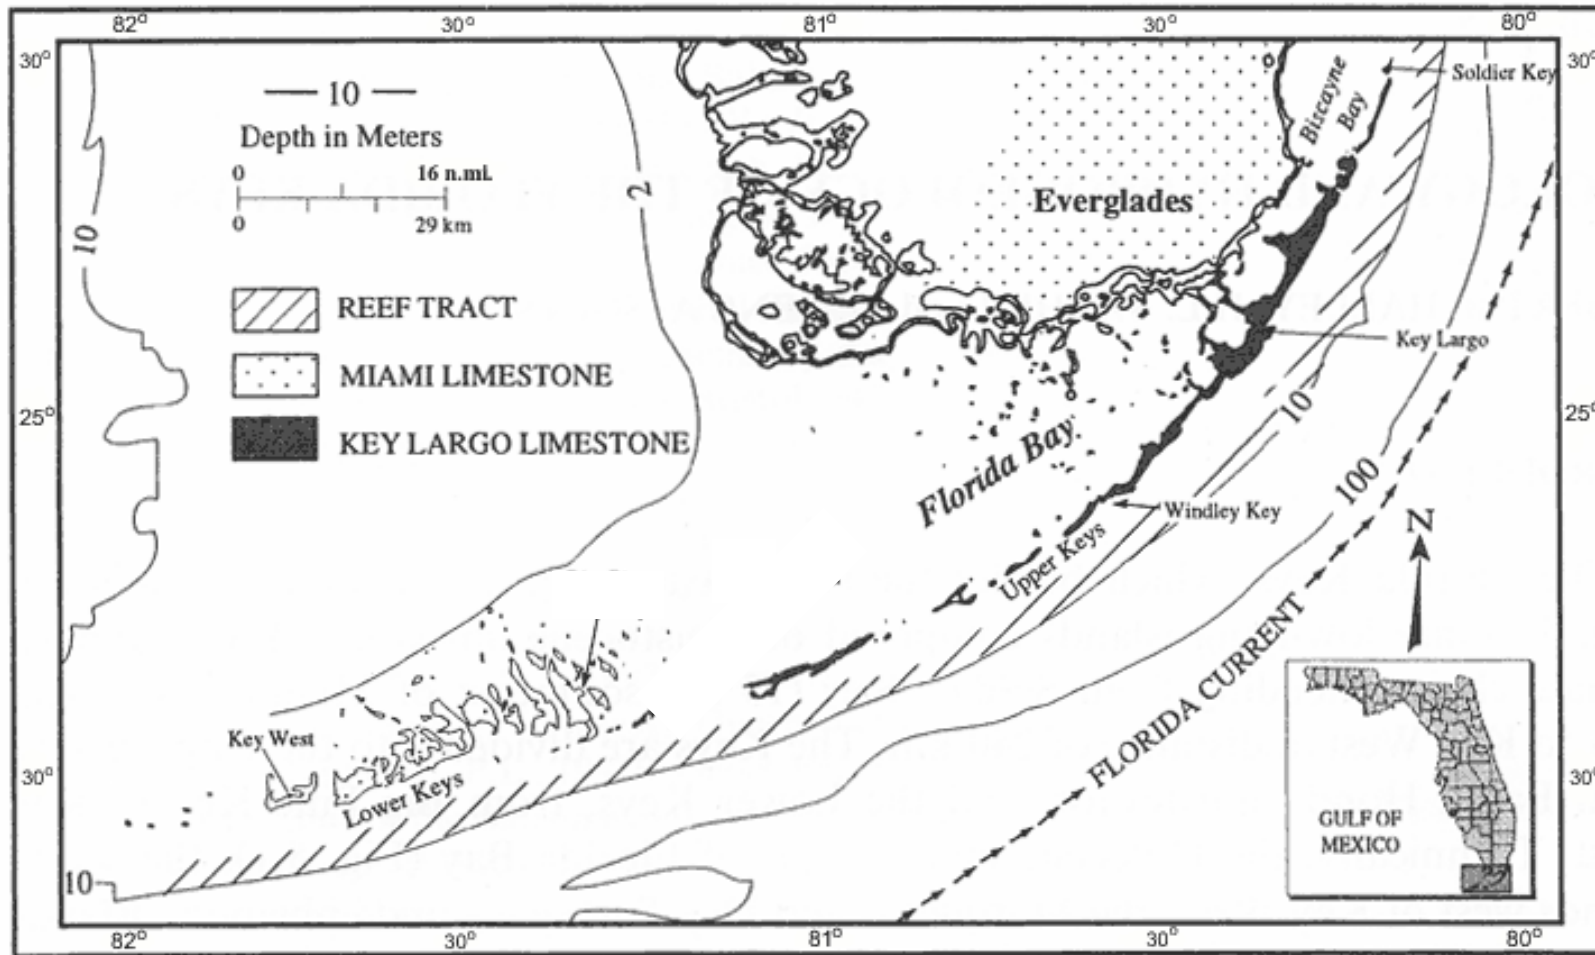 82° 30° 81° 30° 80°
30° 30°
10
Depth in Meters
0 16 n.mi.
0 29 km
REEF TRACT
MIAMI LIMESTONE
KEY LARGO LIMESTONE
10
2
Everglades
Biscayne
Bay
Soldier Key
Key Largo
25° 25°
10
100
Florida Bay
Windley Key
Upper Keys
N
FLORIDA CURRENT
Key West
Lower Keys
30° 30°
GULF OF
MEXICO
10
82° 30° 81° 30° 80°